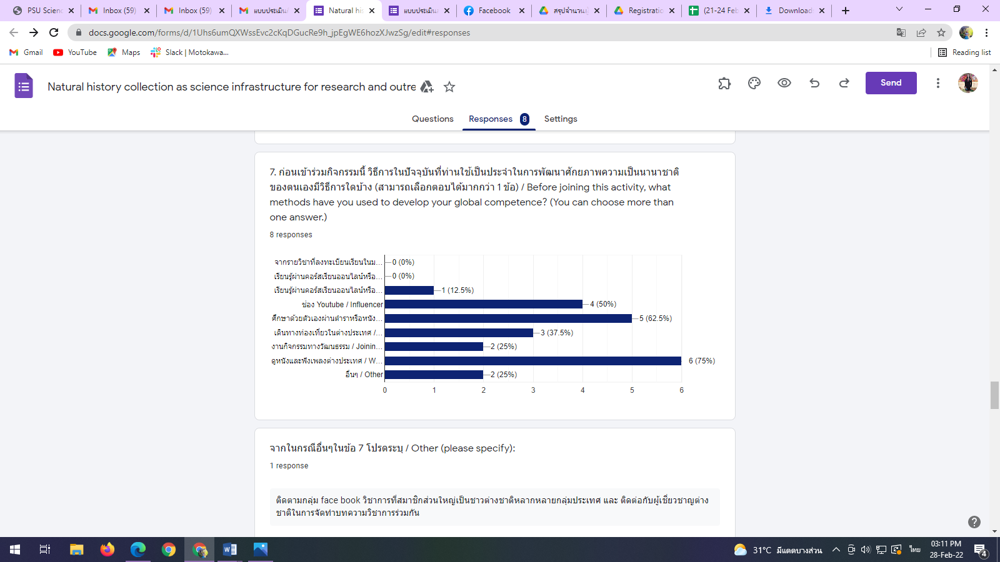 PSU Scienc
Inbox (59)
Inbox (59)
แบบประเมิน
Natural his
แบบประเมิน
Facebook
สรุปจำนวนผู้
Registratio
(21-24 Feb
Download
docs.google.com/forms/d/1Uhs6umQXWssEvc2cKqDGucRe9h_jpEgWE6hozXJwzSg/edit#responses
Gmail
YouTube
Maps
Slack | Motokawa...
Reading list
Natural history collection as science infrastructure for research and outre
Send
Questions
Responses 8
Settings
7. ก่อนเข้าร่วมกิจกรรมนี้ วิธีการในปัจจุบันที่ท่านใช้เป็นประจำในการพัฒนาศักยภาพความเป็นนานาชาติ
ของตนเองมีวิธีการใดบ้าง (สามารถเลือกตอบได้มากกว่า 1 ข้อ) / Before joining this activity, what
methods have you used to develop your global competence? (You can choose more than
one answer.)
8 responses
จากรายวิชาที่ลงทะเบียนเรียนในม... 0 (0%)
เรียนรู้ผ่านคอร์สเรียนออนไลน์หรือ... 0 (0%)
เรียนรู้ผ่านคอร์สเรียนออนไลน์หรือ... 1 (12.5%)
ช่อง Youtube / Influencer 4 (50%)
ศึกษาด้วยตัวเองผ่านตำราหรือหนัง... 5 (62.5%)
เดินทางท่องเที่ยวในต่างประเทศ /... 3 (37.5%)
งานกิจกรรมทางวัฒนธรรม / Joinin... 2 (25%)
ดูหนังและฟังเพลงต่างประเทศ / W... 6 (75%)
อื่นๆ / Other 2 (25%)
0 1 2 3 4 5 6
จากในกรณีอื่นๆในข้อ 7 โปรดระบุ / Other (please specify):
1 response
ติดตามกลุ่ม face book วิชาการที่สมาชิกส่วนใหญ่เป็นชาวต่างชาติหลากหลายกลุ่มประเทศ และ ติดต่อกับผู้เชี่ยวชาญต่าง
ชาติในการจัดทำบทความวิชาการร่วมกัน
31°C มีแดดบางส่วน
ไทย
03:11 PM
28-Feb-22
4